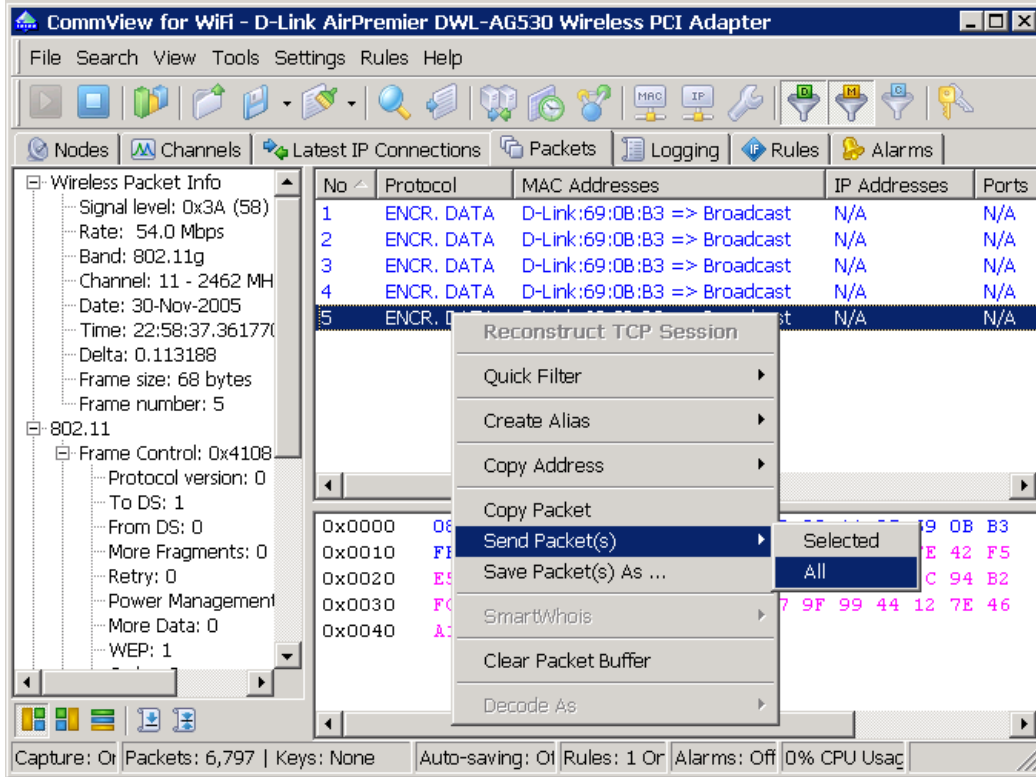 CommView for WiFi - D-Link AirPremier DWL-AG530 Wireless PCI Adapter
File Search View Tools Settings Rules Help
MAC IP D M C
Nodes Channels Latest IP Connections Packets Logging IF Rules Alarms
Wireless Packet Info
Signal level: 0x3A (58)
Rate: 54.0 Mbps
Band: 802.11g
Channel: 11 - 2462 MH
Date: 30-Nov-2005
Time: 22:58:37.361770
Delta: 0.113188
Frame size: 68 bytes
Frame number: 5
802.11
Frame Control: 0x4108
Protocol version: 0
To DS: 1
From DS: 0
More Fragments: 0
Retry: 0
Power Management
More Data: 0
WEP: 1
No Protocol MAC Addresses IP Addresses Ports
1 ENCR. DATA D-Link:69:0B:B3 => Broadcast N/A N/A
2 ENCR. DATA D-Link:69:0B:B3 => Broadcast N/A N/A
3 ENCR. DATA D-Link:69:0B:B3 => Broadcast N/A N/A
4 ENCR. DATA D-Link:69:0B:B3 => Broadcast N/A N/A
5 ENCR. st N/A N/A
Reconstruct TCP Session
Quick Filter
Create Alias
Copy Address
Copy Packet
Send Packet(s)
Save Packet(s) As ...
SmartWhois
Clear Packet Buffer
Decode As
Selected
All
0x0000 08 0B B3
0x0010 42 F5
0x0020 94 B2
0x0030 9F 99 44 12 7E 46
0x0040
Capture: Packets: 6,797 | Keys: None Auto-saving: Rules: 1 Alarms: Off 0% CPU Usag